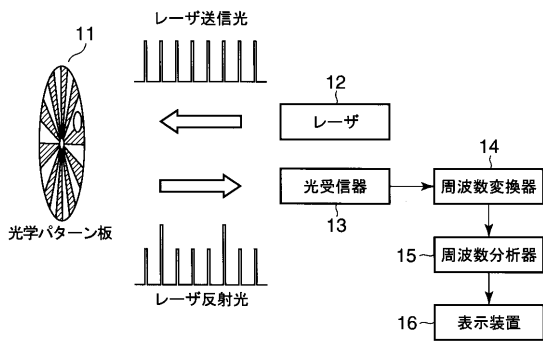 レーザ送信光
11
12
レーザ
14
光学パターン板
光受信器
13
周波数変換器
15
周波数分析器
レーザ反射光
16
表示装置